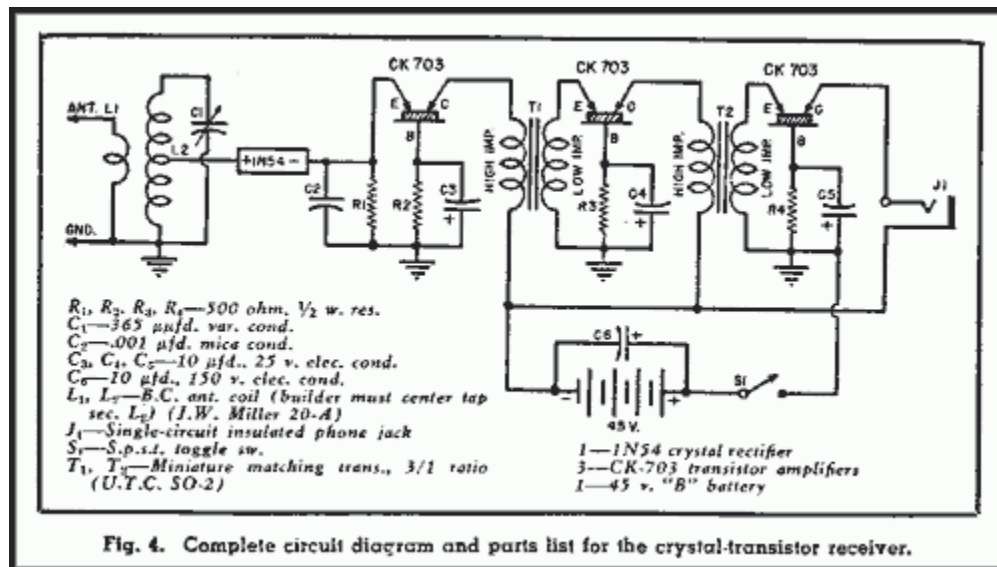 CK 703
CK 703
CK 703
ANT. L1
C1
L2
E
C
B
T1
E
C
B
T2
E
C
B
+1N54-
HIGH IMP.
LOW IMP.
HIGH IMP.
LOW IMP.
J1
C2
R1
R2
C3
+
R3
C4
+
R4
C5
+
GND.
R₁, R₂, R₃, R₄—500 ohm. ½ w. res.
C₁—365 μμfd. var. cond.
C₂—.001 μfd. mica cond.
C₃, C₄, C₅—10 μfd., 25 v. elec. cond.
C₆—10 μfd., 150 v. elec. cond.
L₁, L₂—B.C. ant. coil (builder must center tap
sec. L₂) (J.W. Miller 20-A)
J₁—Single-circuit insulated phone jack
S₁—S.p.s.t. toggle sw.
T₁, T₂—Miniature matching trans., 3/1 ratio
(U.T.C. SO-2)
C6
+
S1
-
+
45 V.
1—1N54 crystal rectifier
3—CK-703 transistor amplifiers
1—45 v. "B" battery
Fig. 4. Complete circuit diagram and parts list for the crystal-transistor receiver.